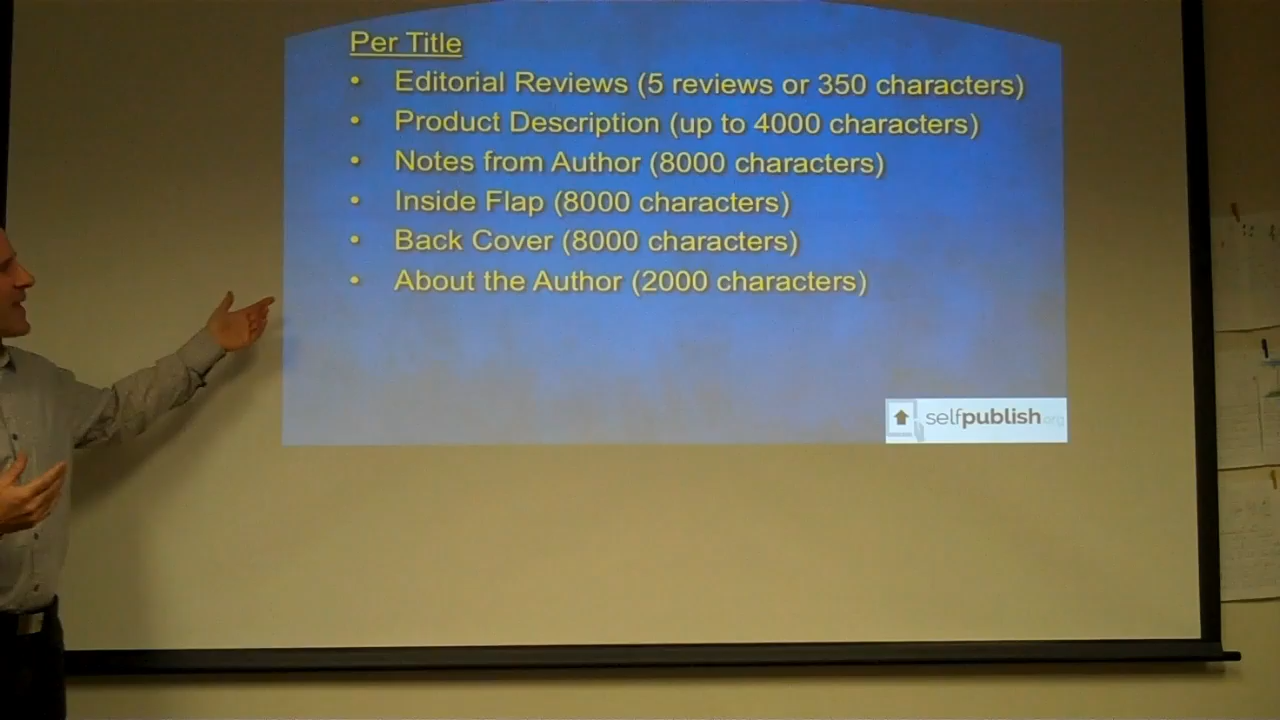 Per Title
• Editorial Reviews (5 reviews or 350 characters)
• Product Description (up to 4000 characters)
• Notes from Author (8000 characters)
• Inside Flap (8000 characters)
• Back Cover (8000 characters)
• About the Author (2000 characters)
selfpublish.org